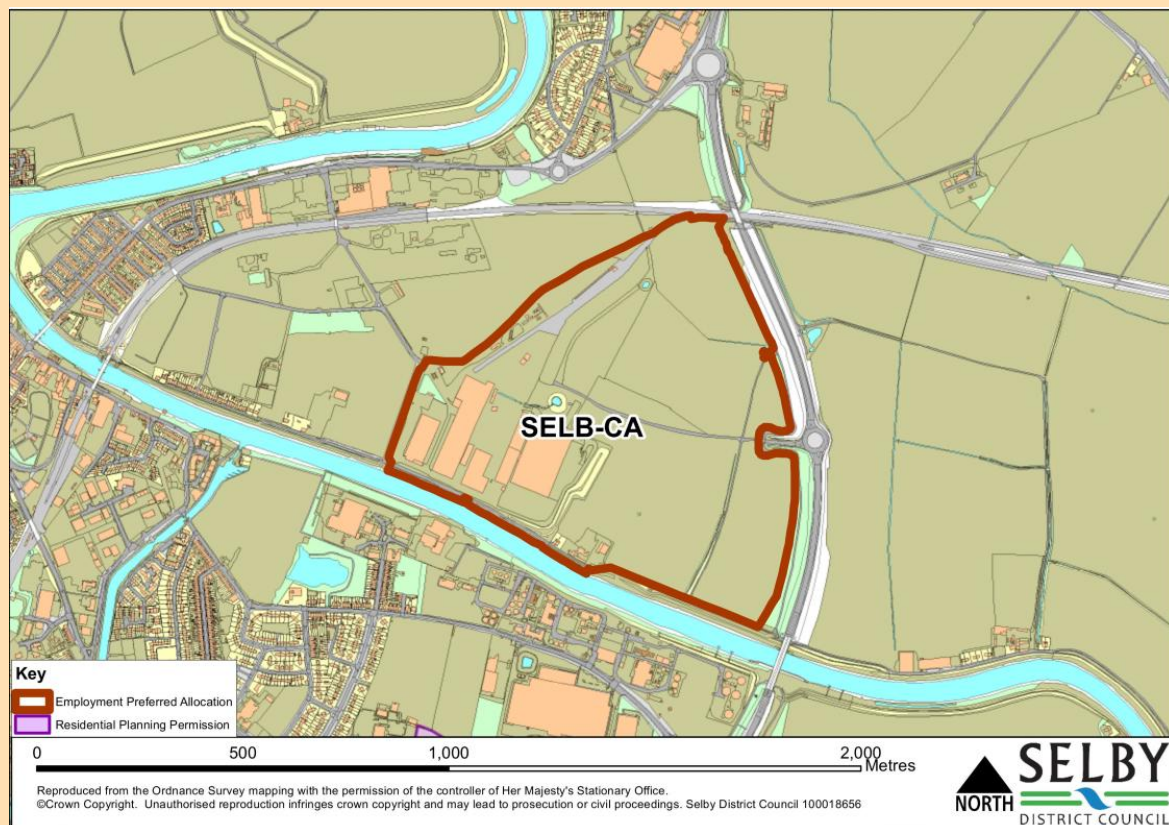 SELB-CA
Key
Employment Preferred Allocation
Residential Planning Permission
0 500 1,000 2,000
Metres
Reproduced from the Ordnance Survey mapping with the permission of the controller of Her Majesty's Stationary Office.
©Crown Copyright. Unauthorised reproduction infringes crown copyright and may lead to prosecution or civil proceedings. Selby District Council 100018656
NORTH
SELBY
DISTRICT COUNCIL